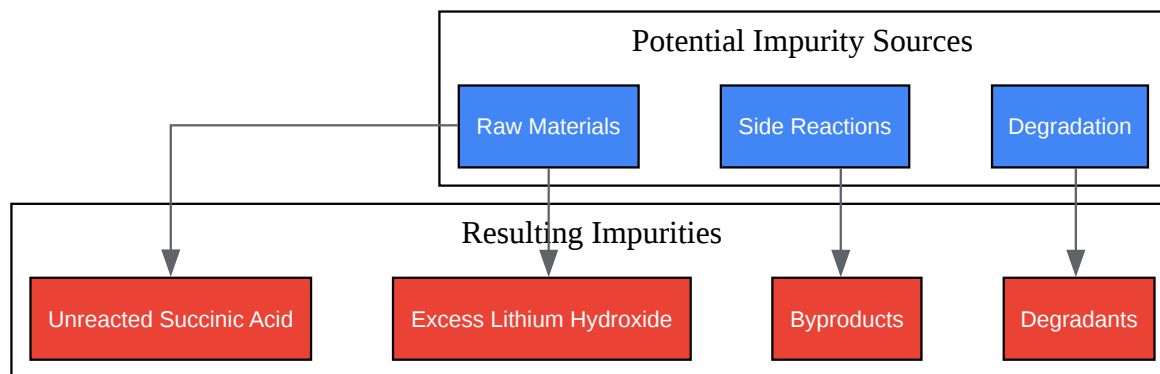 Potential Impurity Sources
Raw Materials
Side Reactions
Degradation
Resulting Impurities
Unreacted Succinic Acid
Excess Lithium Hydroxide
Byproducts
Degradants